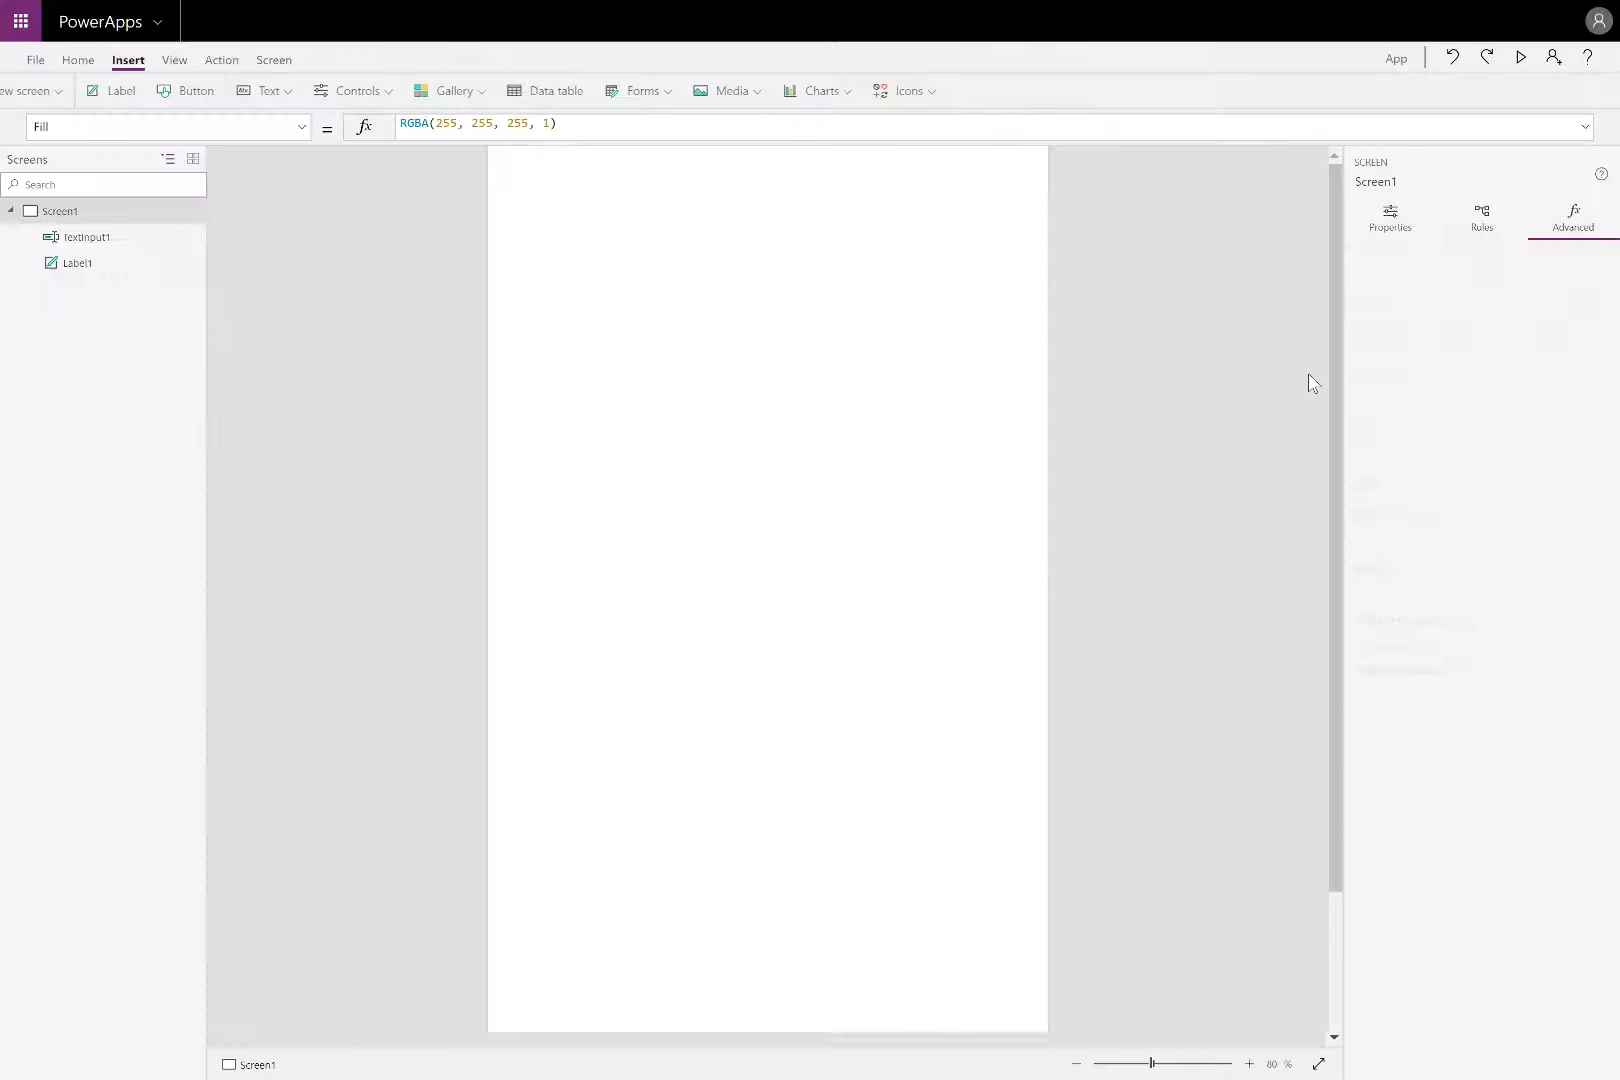 PowerApps
File Home Insert View Action Screen
App
ew screen Label Button Text Controls Gallery Data table Forms Media Charts Icons
Fill = fx RGBA(255, 255, 255, 1)
Screens
Search
Screen1
TextInput1
Label1
SCREEN
Screen1
Properties Rules Advanced
Screen1
80 %